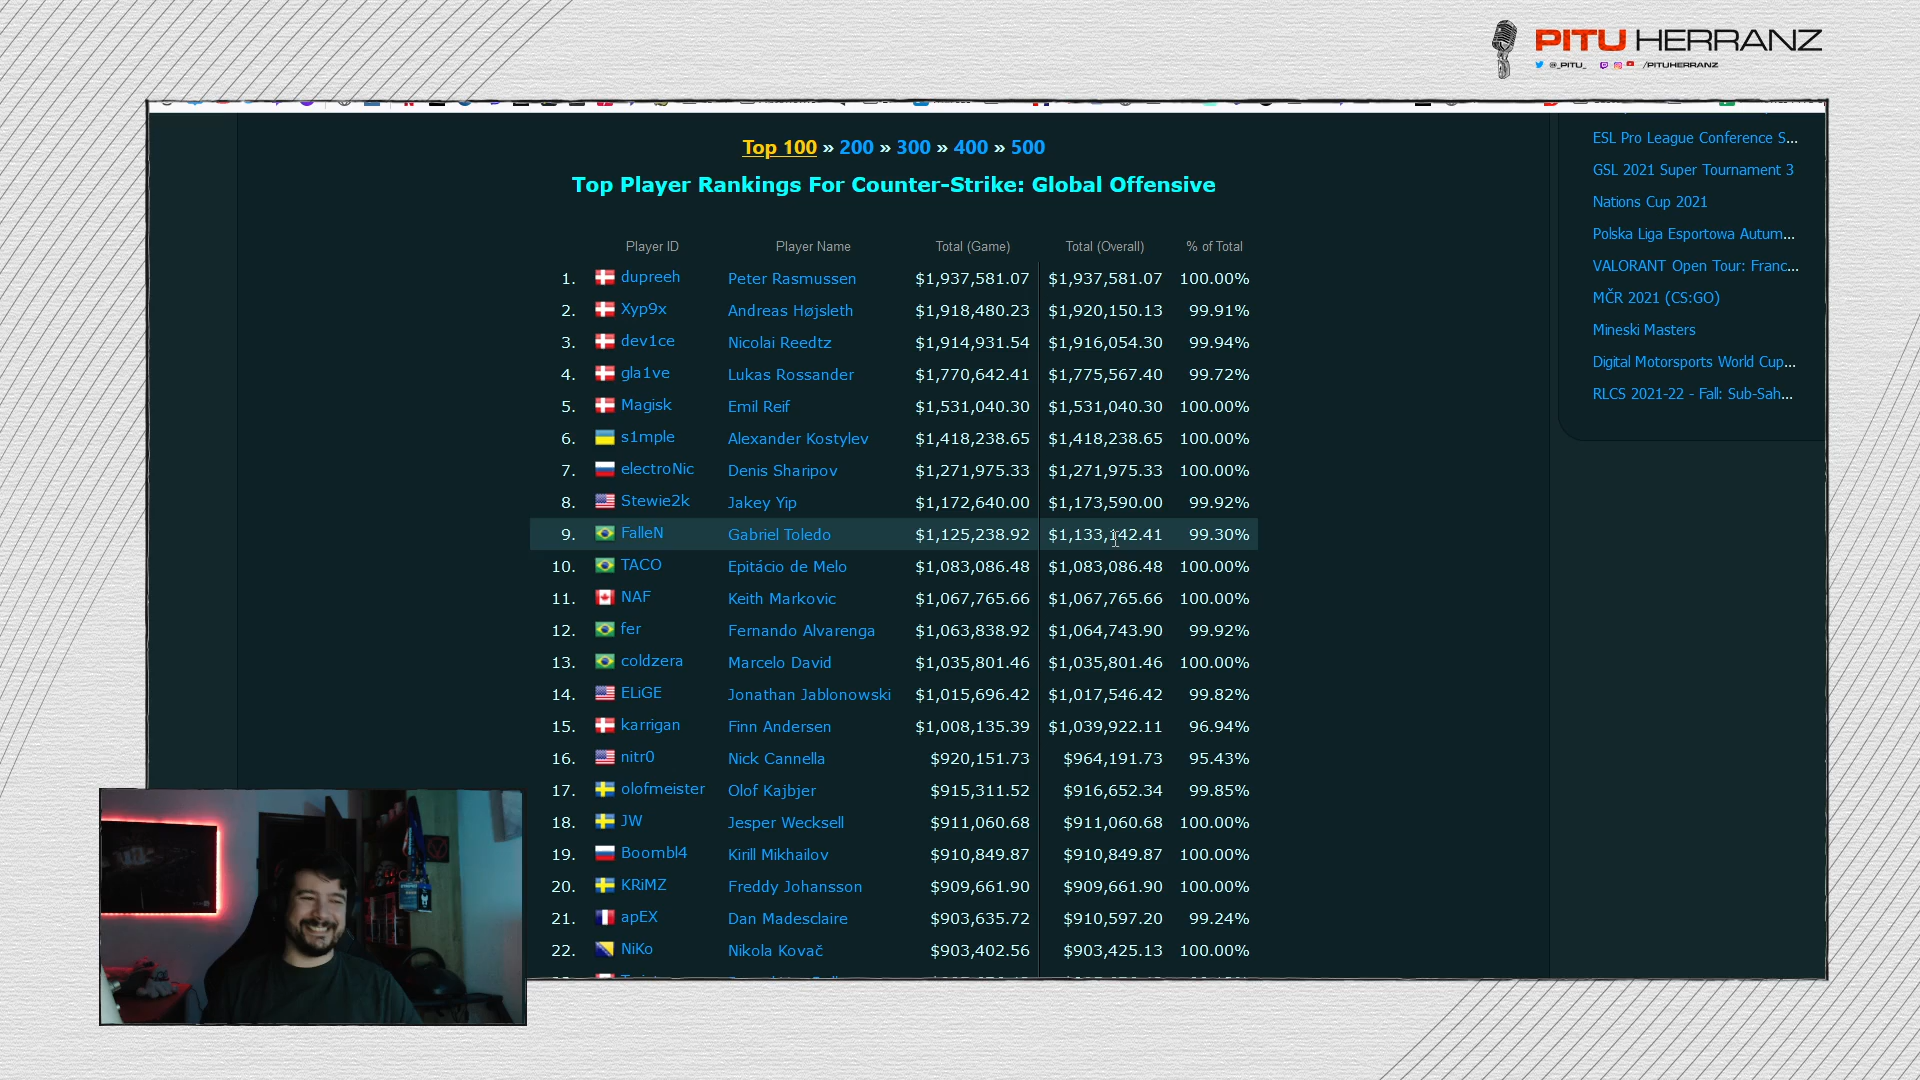 PITU HERRANZ
@_PITU_ /PITUHERRANZ
Top 100 » 200 » 300 » 400 » 500
Top Player Rankings For Counter-Strike: Global Offensive
Player ID Player Name Total (Game) Total (Overall) % of Total
1. dupreeh Peter Rasmussen $1,937,581.07 $1,937,581.07 100.00%
2. Xyp9x Andreas Højsleth $1,918,480.23 $1,920,150.13 99.91%
3. dev1ce Nicolai Reedtz $1,914,931.54 $1,916,054.30 99.94%
4. gla1ve Lukas Rossander $1,770,642.41 $1,775,567.40 99.72%
5. Magisk Emil Reif $1,531,040.30 $1,531,040.30 100.00%
6. s1mple Alexander Kostylev $1,418,238.65 $1,418,238.65 100.00%
7. electroNic Denis Sharipov $1,271,975.33 $1,271,975.33 100.00%
8. Stewie2k Jakey Yip $1,172,640.00 $1,173,590.00 99.92%
9. FalleN Gabriel Toledo $1,125,238.92 $1,133,142.41 99.30%
10. TACO Epitácio de Melo $1,083,086.48 $1,083,086.48 100.00%
11. NAF Keith Markovic $1,067,765.66 $1,067,765.66 100.00%
12. fer Fernando Alvarenga $1,063,838.92 $1,064,743.90 99.92%
13. coldzera Marcelo David $1,035,801.46 $1,035,801.46 100.00%
14. ELiGE Jonathan Jablonowski $1,015,696.42 $1,017,546.42 99.82%
15. karrigan Finn Andersen $1,008,135.39 $1,039,922.11 96.94%
16. nitr0 Nick Cannella $920,151.73 $964,191.73 95.43%
17. olofmeister Olof Kajbjer $915,311.52 $916,652.34 99.85%
18. JW Jesper Wecksell $911,060.68 $911,060.68 100.00%
19. Boombl4 Kirill Mikhailov $910,849.87 $910,849.87 100.00%
20. KRiMZ Freddy Johansson $909,661.90 $909,661.90 100.00%
21. apEX Dan Madesclaire $903,635.72 $910,597.20 99.24%
22. NiKo Nikola Kovač $903,402.56 $903,425.13 100.00%
ESL Pro League Conference S...
GSL 2021 Super Tournament 3
Nations Cup 2021
Polska Liga Esportowa Autum...
VALORANT Open Tour: Franc...
MČR 2021 (CS:GO)
Mineski Masters
Digital Motorsports World Cup...
RLCS 2021-22 - Fall: Sub-Sah...